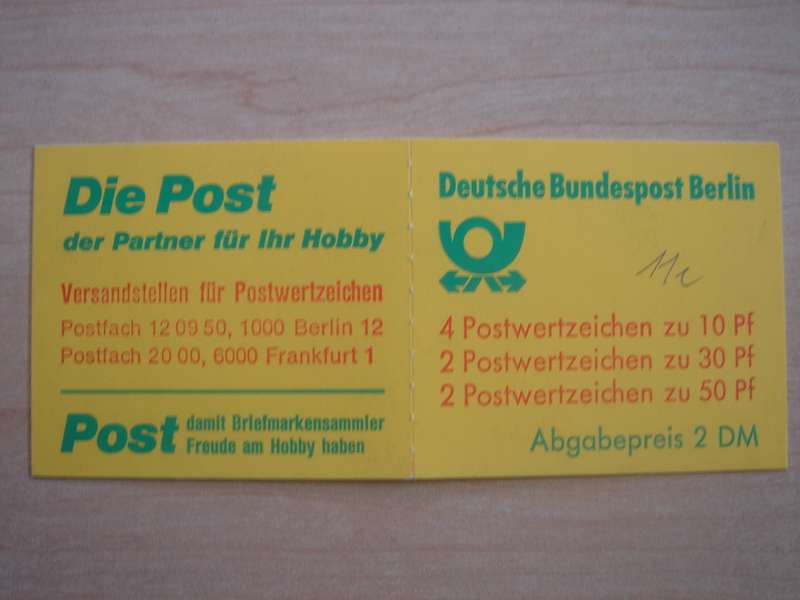 Die Post
der Partner für Ihr Hobby
Versandstellen für Postwertzeichen
Postfach 12 09 50, 1000 Berlin 12
Postfach 20 00, 6000 Frankfurt 1
Post
damit Briefmarkensammler
Freude am Hobby haben
Deutsche Bundespost Berlin
4 Postwertzeichen zu 10 Pf
2 Postwertzeichen zu 30 Pf
2 Postwertzeichen zu 50 Pf
Abgabepreis 2 DM